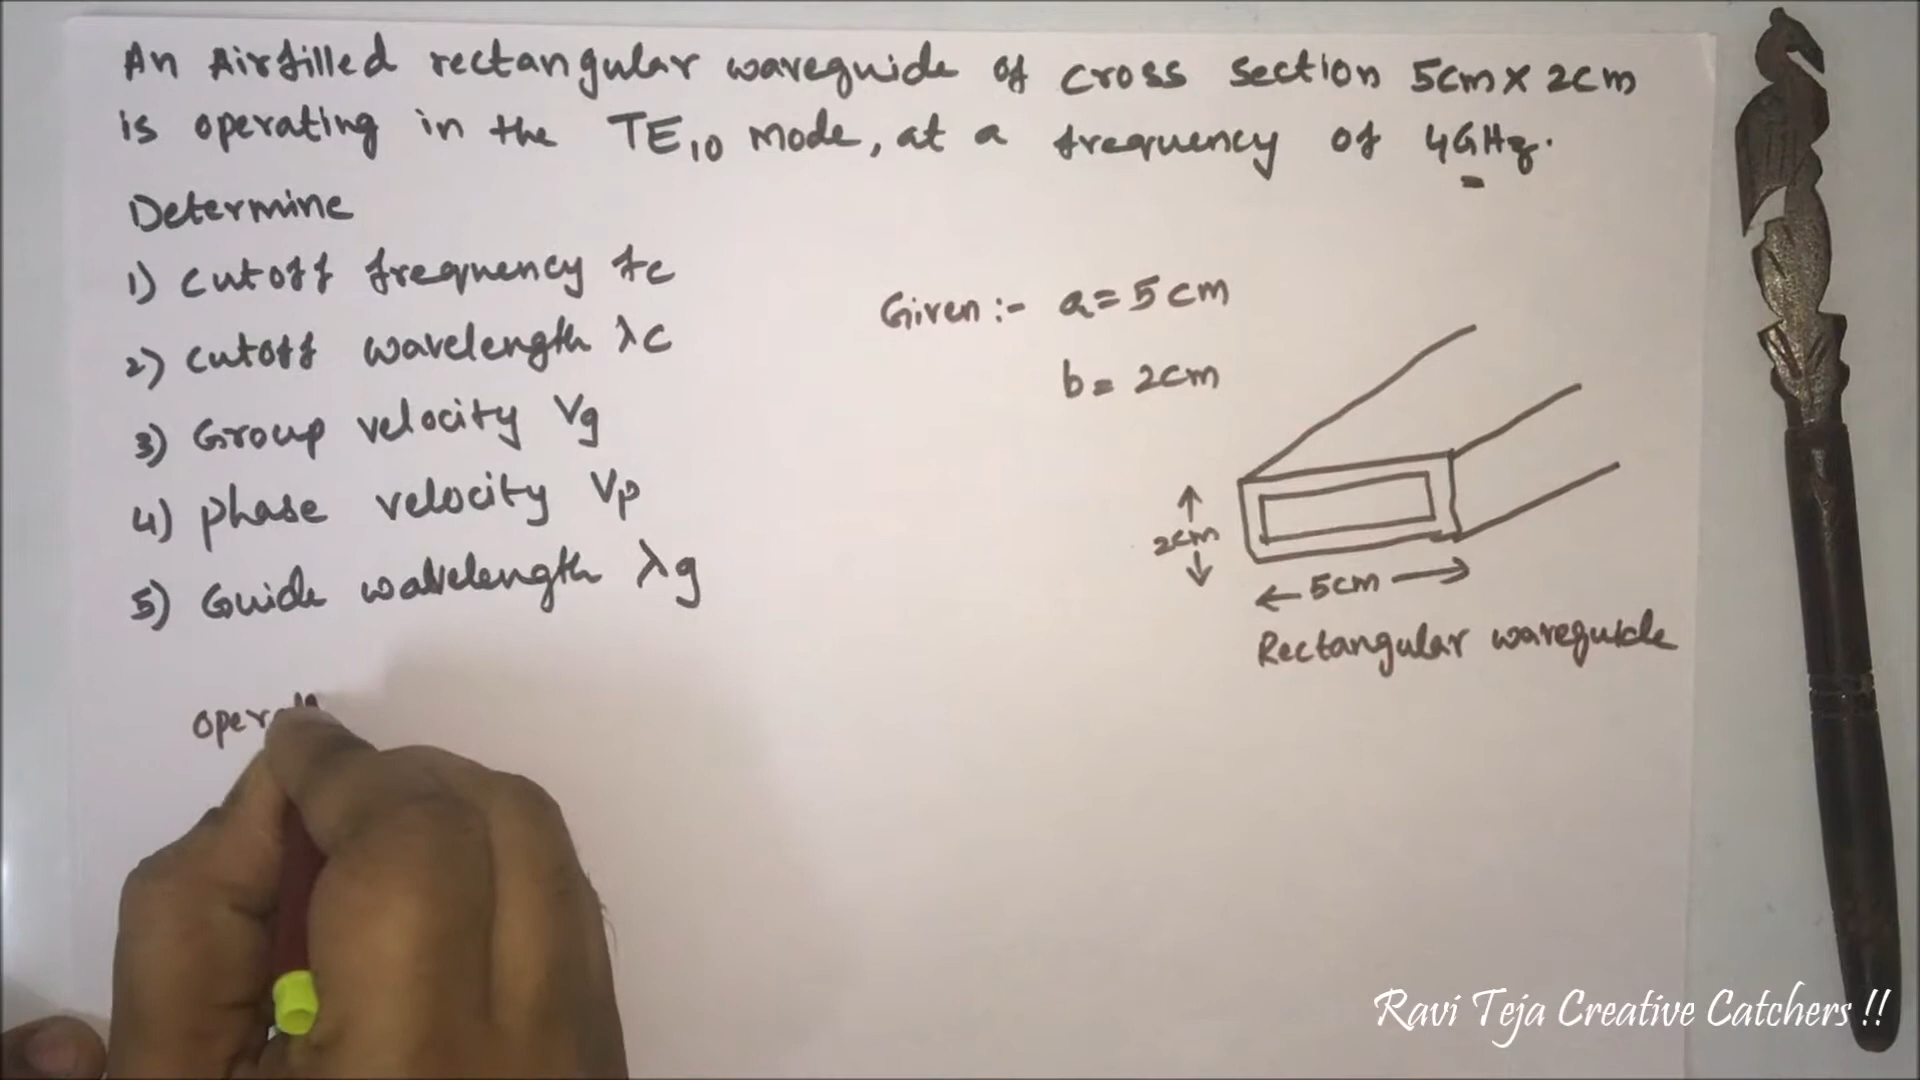 An Airfilled rectangular waveguide of cross section 5cm x 2cm
is operating in the TE10 mode, at a frequency of 4GHz.
Determine
1) cutoff frequency fc
2) cutoff wavelength λc
3) Group velocity Vg
4) phase velocity Vp
5) Guide wavelength λg
Given :- a = 5cm
b = 2cm
2cm
5cm
Rectangular waveguide
Ravi Teja Creative Catchers !!